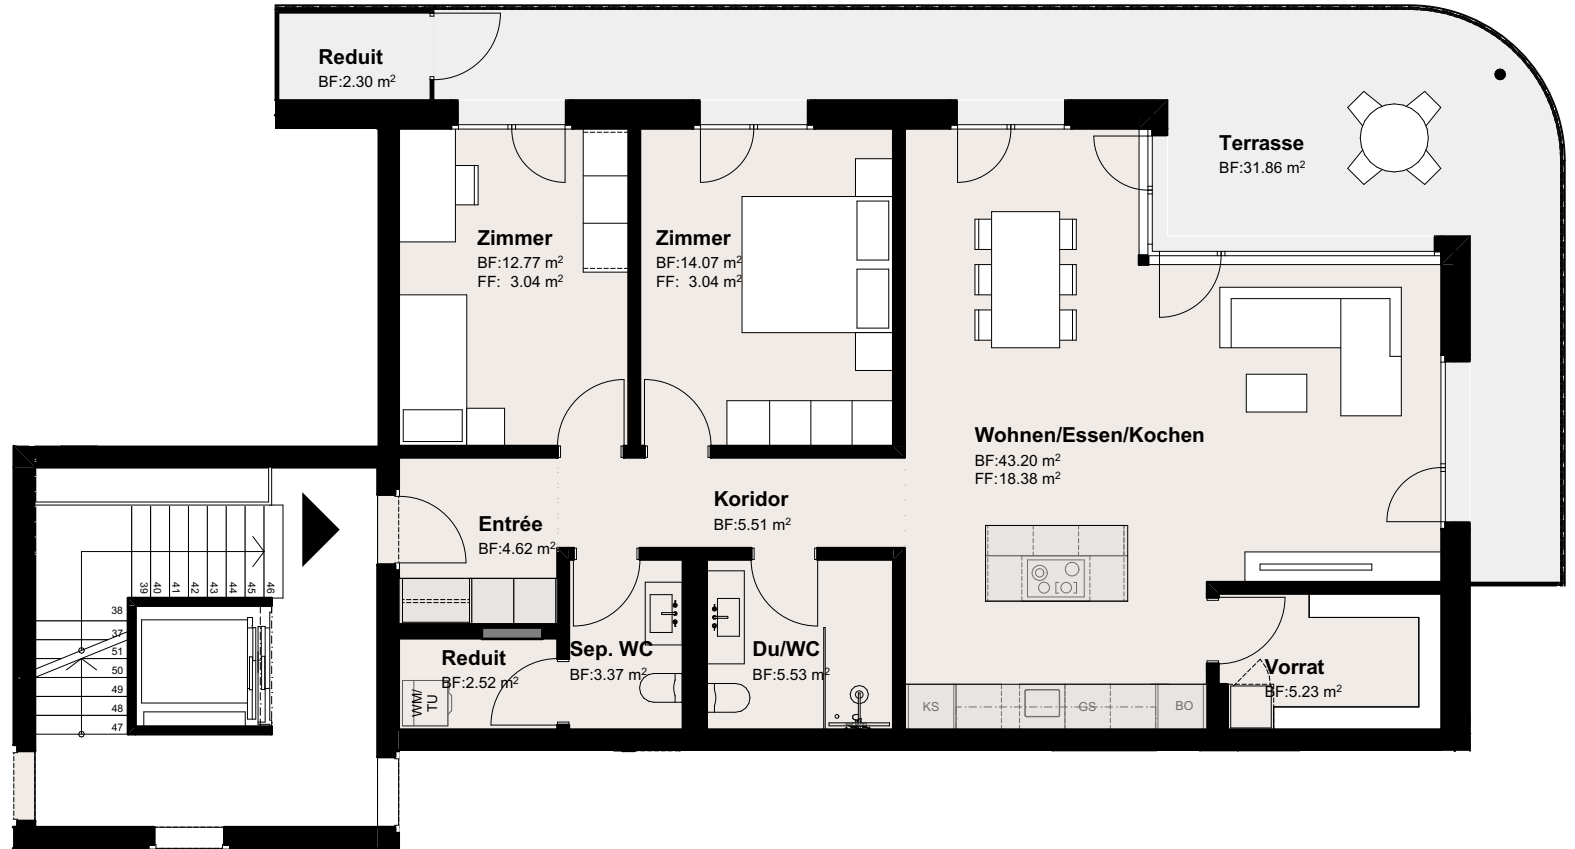 Reduit
BF:2.30 m²
Terrasse
BF:31.86 m²
Zimmer
BF:12.77 m²
FF: 3.04 m²
Zimmer
BF:14.07 m²
FF: 3.04 m²
Wohnen/Essen/Kochen
BF:43.20 m²
FF:18.38 m²
Koridor
BF:5.51 m²
Entrée
BF:4.62 m²
39
40
41
42
43
44
45
46
38
37
51
50
49
48
47
Reduit
BF:2.52 m²
WM/
TU
Sep. WC
BF:3.37 m²
Du/WC
BF:5.53 m²
Vorrat
BF:5.23 m²
KS
GS
BO